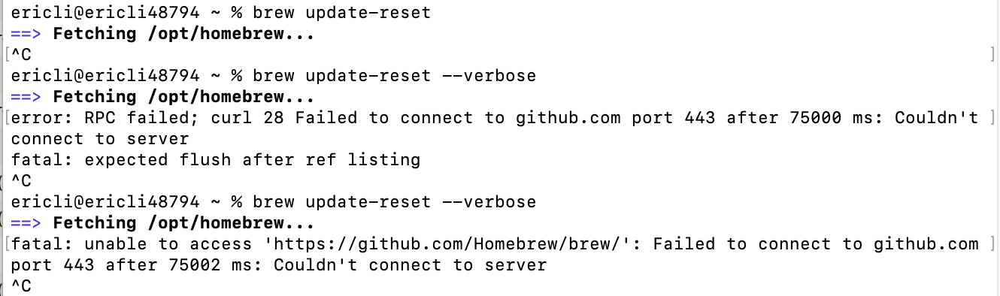 ericli@ericli48794 ~ % brew update-reset
==> Fetching /opt/homebrew...
[^C ]
ericli@ericli48794 ~ % brew update-reset --verbose
==> Fetching /opt/homebrew...
[error: RPC failed; curl 28 Failed to connect to github.com port 443 after 75000 ms: Couldn't ]
connect to server
fatal: expected flush after ref listing
^C
ericli@ericli48794 ~ % brew update-reset --verbose
==> Fetching /opt/homebrew...
[fatal: unable to access 'https://github.com/Homebrew/brew/': Failed to connect to github.com ]
port 443 after 75002 ms: Couldn't connect to server
^C